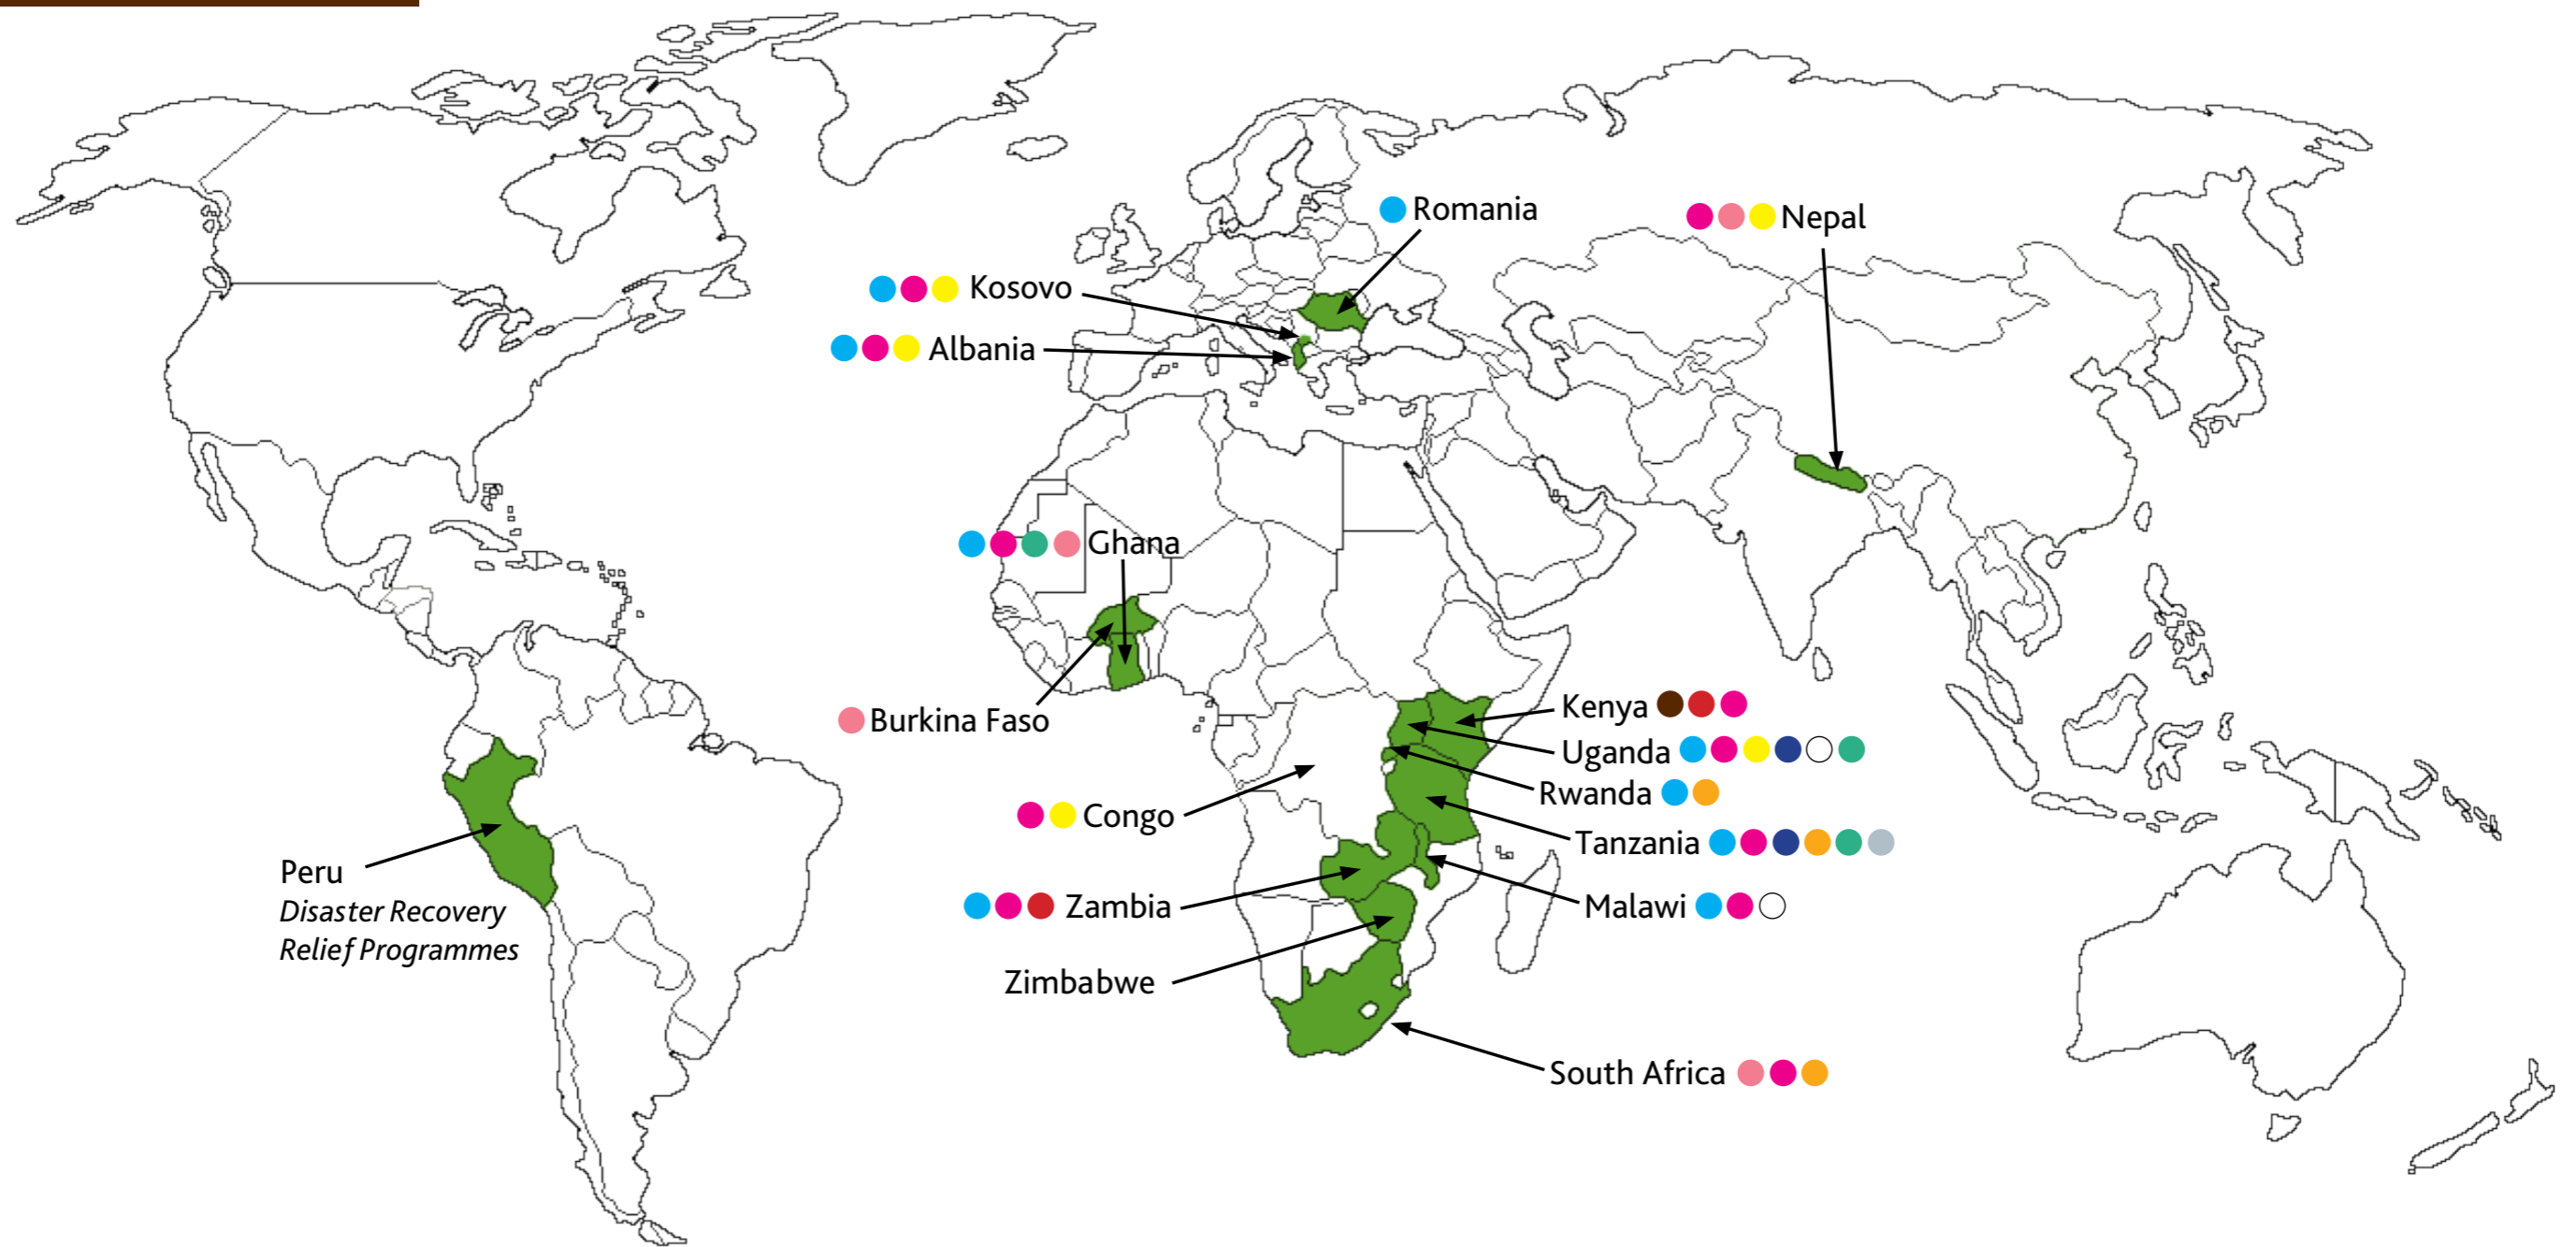 Romania
Nepal
Kosovo
Albania
Ghana
Burkina Faso
Kenya
Uganda
Rwanda
Congo
Tanzania
Peru
Disaster Recovery
Relief Programmes
Zambia
Malawi
Zimbabwe
South Africa